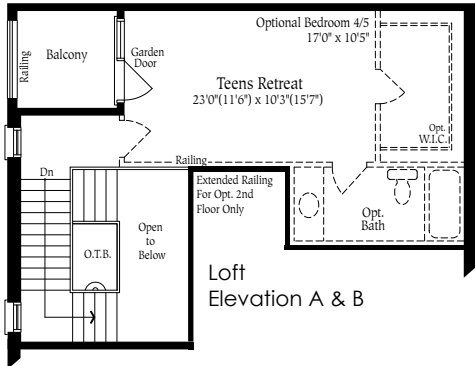 Optional Bedroom 4/5
17'0" x 10'5"
Railing
Balcony
Garden
Door
Teens Retreat
23'0"(11'6") x 10'3"(15'7")
Opt.
W.I.C.
Railing
Dn
Extended Railing
For Opt. 2nd
Floor Only
Open
to
Below
O.T.B.
Opt.
Bath
Loft
Elevation A & B